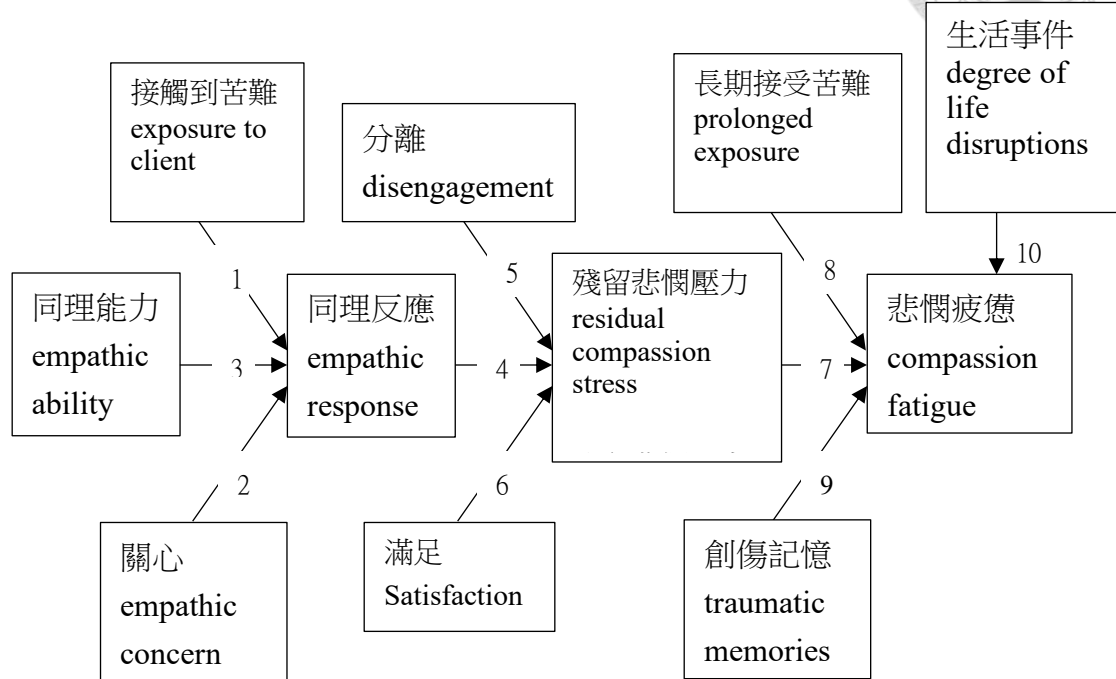 生活事件
degree of
life
disruptions
接觸到苦難
exposure to
client
分離
disengagement
長期接受苦難
prolonged
exposure
1
5
8
10
同理能力
empathic
ability
3
同理反應
empathic
response
4
殘留悲憫壓力
residual
compassion
stress
7
悲憫疲憊
compassion
fatigue
2
6
9
關心
empathic
concern
滿足
Satisfaction
創傷記憶
traumatic
memories